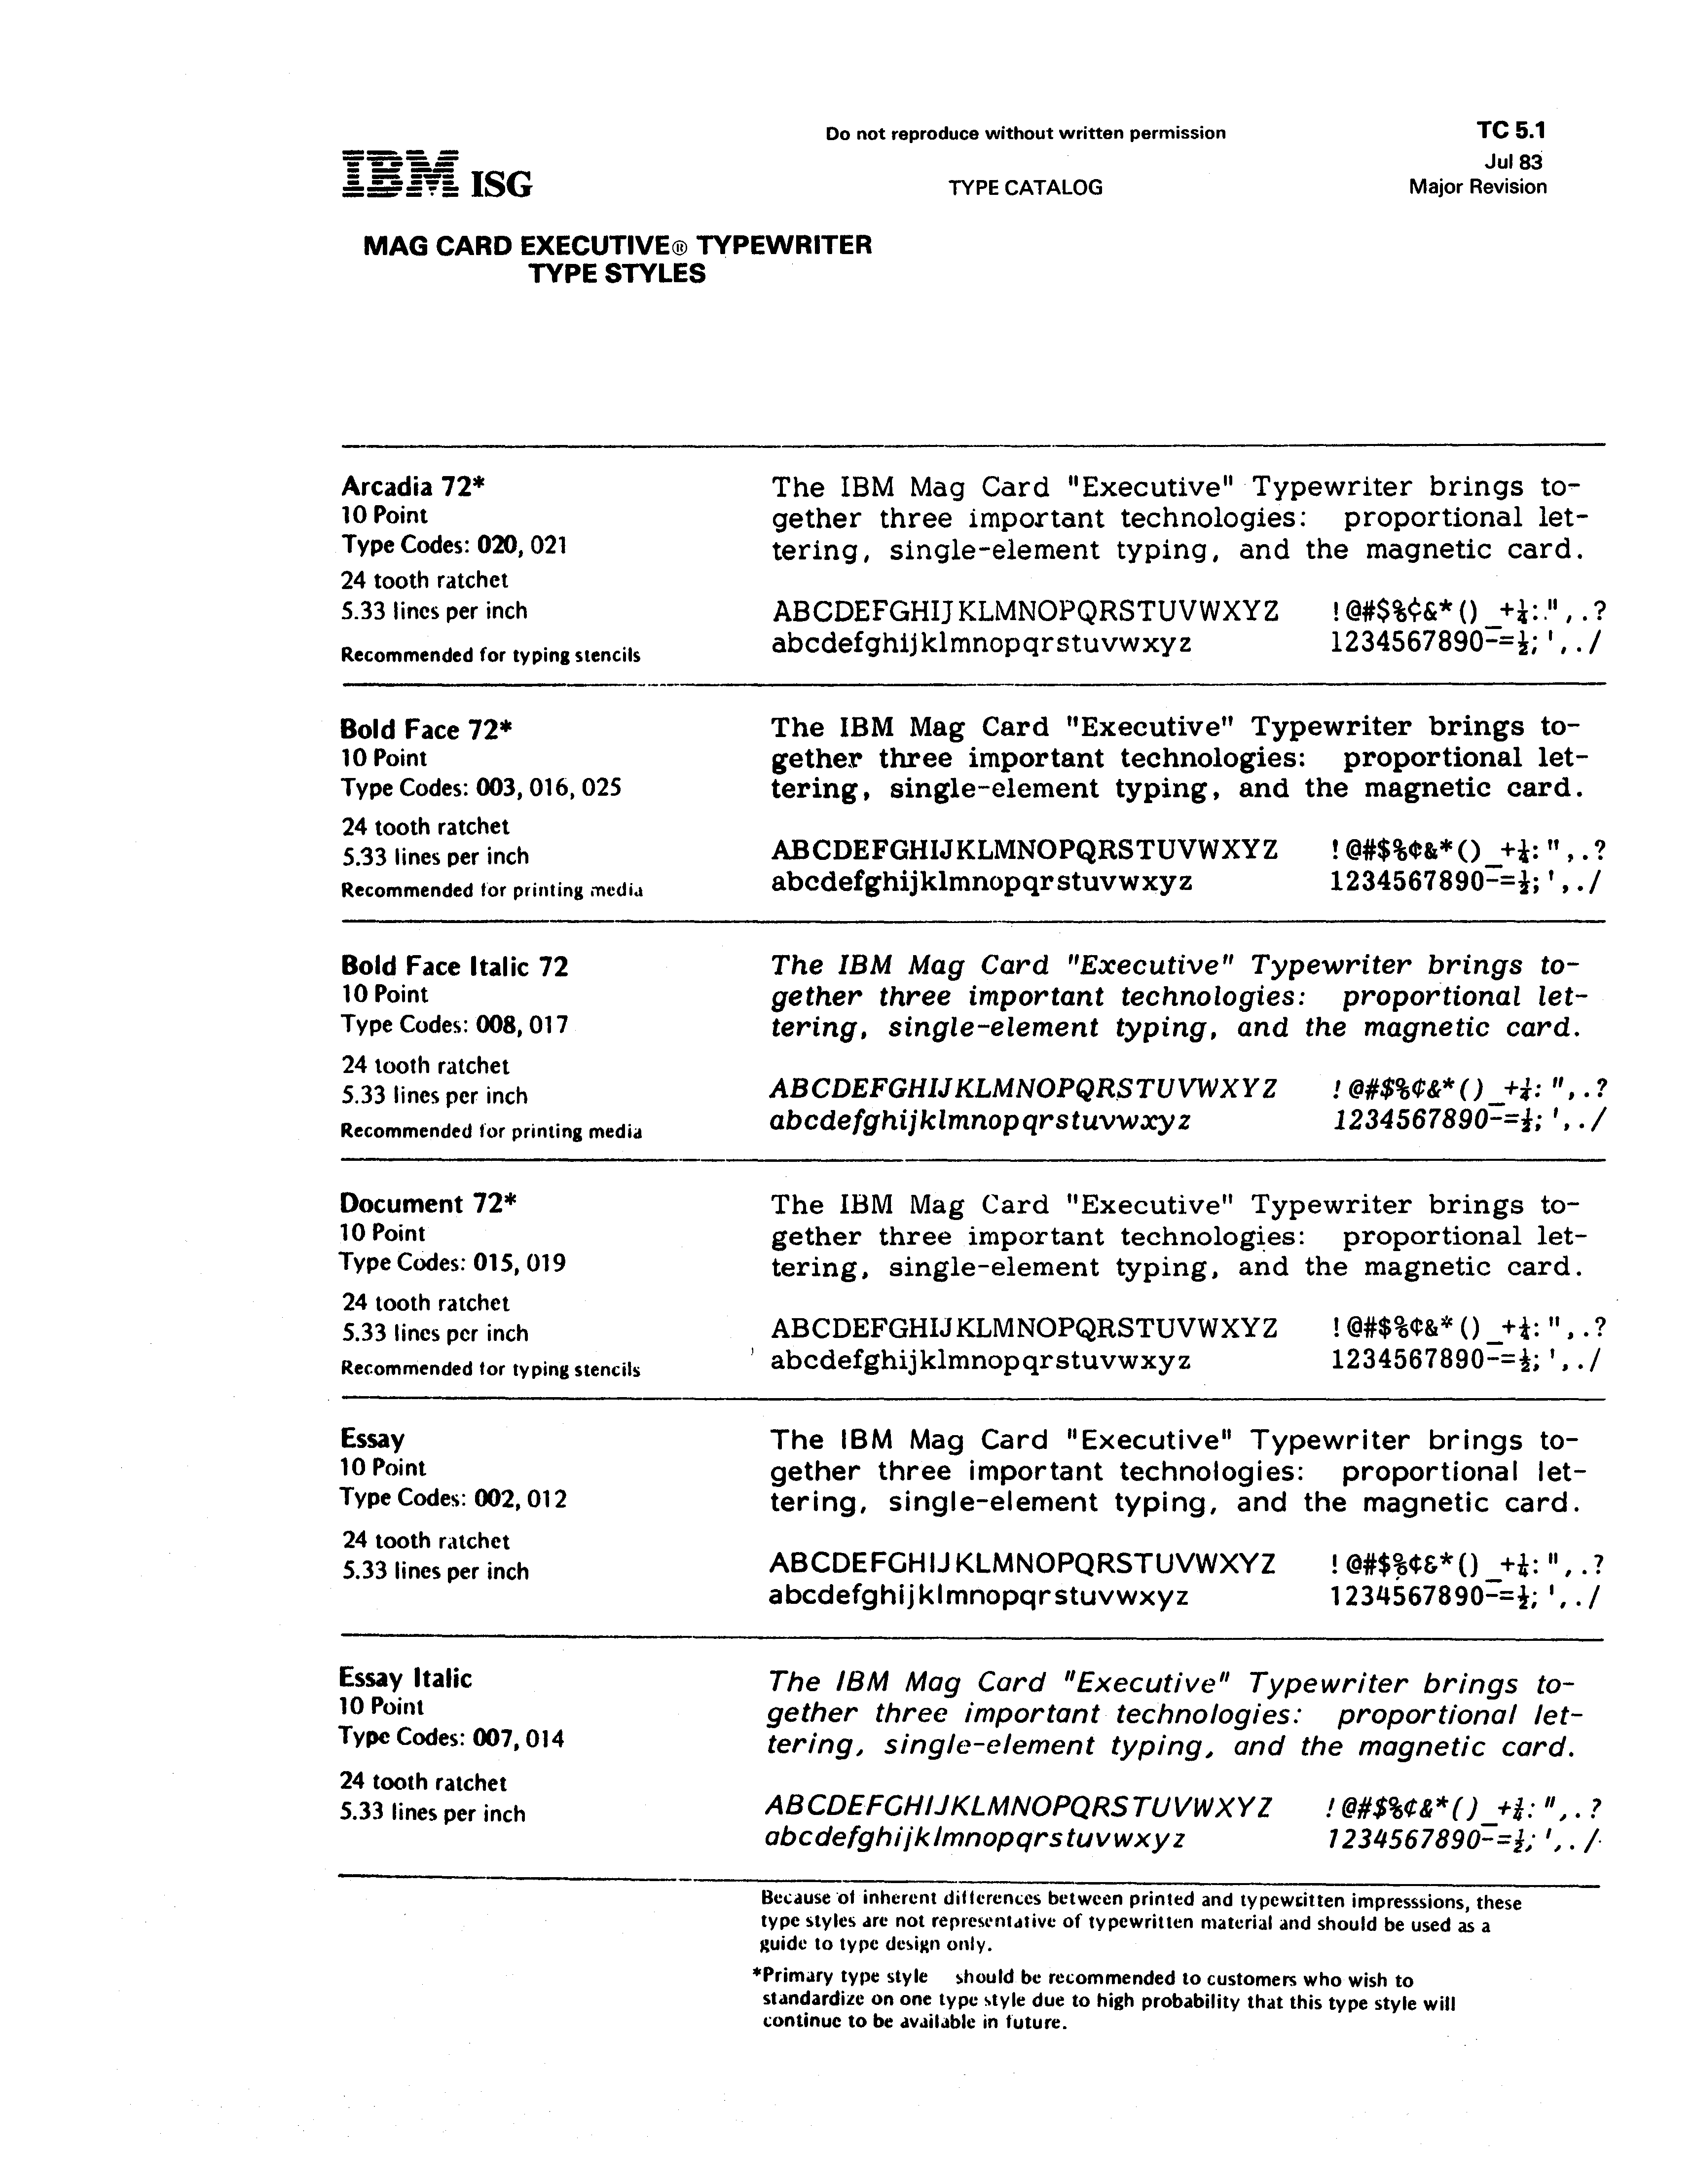 Do not reproduce without written permission
TC 5.1
Jul 83
IBM ISG
TYPE CATALOG
Major Revision
MAG CARD EXECUTIVE® TYPEWRITER
TYPE STYLES
Arcadia 72*
10 Point
Type Codes: 020, 021
24 tooth ratchet
5.33 lines per inch
Recommended for typing stencils
The IBM Mag Card "Executive" Typewriter brings to-
gether three important technologies: proportional let-
tering, single-element typing, and the magnetic card.
ABCDEFGHIJKLMNOPQRSTUVWXYZ !@#$%¢&*()_+¼:",.?
abcdefghijklmnopqrstuvwxyz 1234567890-=½;',./
Bold Face 72*
10 Point
Type Codes: 003, 016, 025
24 tooth ratchet
5.33 lines per inch
Recommended for printing media
The IBM Mag Card "Executive" Typewriter brings to-
gether three important technologies: proportional let-
tering, single-element typing, and the magnetic card.
ABCDEFGHIJKLMNOPQRSTUVWXYZ !@#$%¢&*()_+¼:",.?
abcdefghijklmnopqrstuvwxyz 1234567890-=½;',./
Bold Face Italic 72
10 Point
Type Codes: 008, 017
24 tooth ratchet
5.33 lines per inch
Recommended for printing media
The IBM Mag Card "Executive" Typewriter brings to-
gether three important technologies: proportional let-
tering, single-element typing, and the magnetic card.
ABCDEFGHIJKLMNOPQRSTUVWXYZ !@#$%¢&*()_+¼:",.?
abcdefghijklmnopqrstuvwxyz 1234567890-=½;',./
Document 72*
10 Point
Type Codes: 015, 019
24 tooth ratchet
5.33 lines per inch
Recommended for typing stencils
The IBM Mag Card "Executive" Typewriter brings to-
gether three important technologies: proportional let-
tering, single-element typing, and the magnetic card.
ABCDEFGHIJKLMNOPQRSTUVWXYZ !@#$%¢&*()_+¼:",.?
abcdefghijklmnopqrstuvwxyz 1234567890-=½;',./
Essay
10 Point
Type Codes: 002, 012
24 tooth ratchet
5.33 lines per inch
The IBM Mag Card "Executive" Typewriter brings to-
gether three important technologies: proportional let-
tering, single-element typing, and the magnetic card.
ABCDEFGHIJKLMNOPQRSTUVWXYZ !@#$%¢&*()_+¼:",.?
abcdefghijklmnopqrstuvwxyz 1234567890-=½;',./
Essay Italic
10 Point
Type Codes: 007, 014
24 tooth ratchet
5.33 lines per inch
The IBM Mag Card "Executive" Typewriter brings to-
gether three important technologies: proportional let-
tering, single-element typing, and the magnetic card.
ABCDEFGHIJKLMNOPQRSTUVWXYZ !@#$%¢&*()_+¼:",.?
abcdefghijklmnopqrstuvwxyz 1234567890-=½;',./
Because of inherent differences between printed and typewritten impresssions, these
type styles are not representative of typewritten material and should be used as a
guide to type design only.
*Primary type style should be recommended to customers who wish to
standardize on one type style due to high probability that this type style will
continue to be available in future.